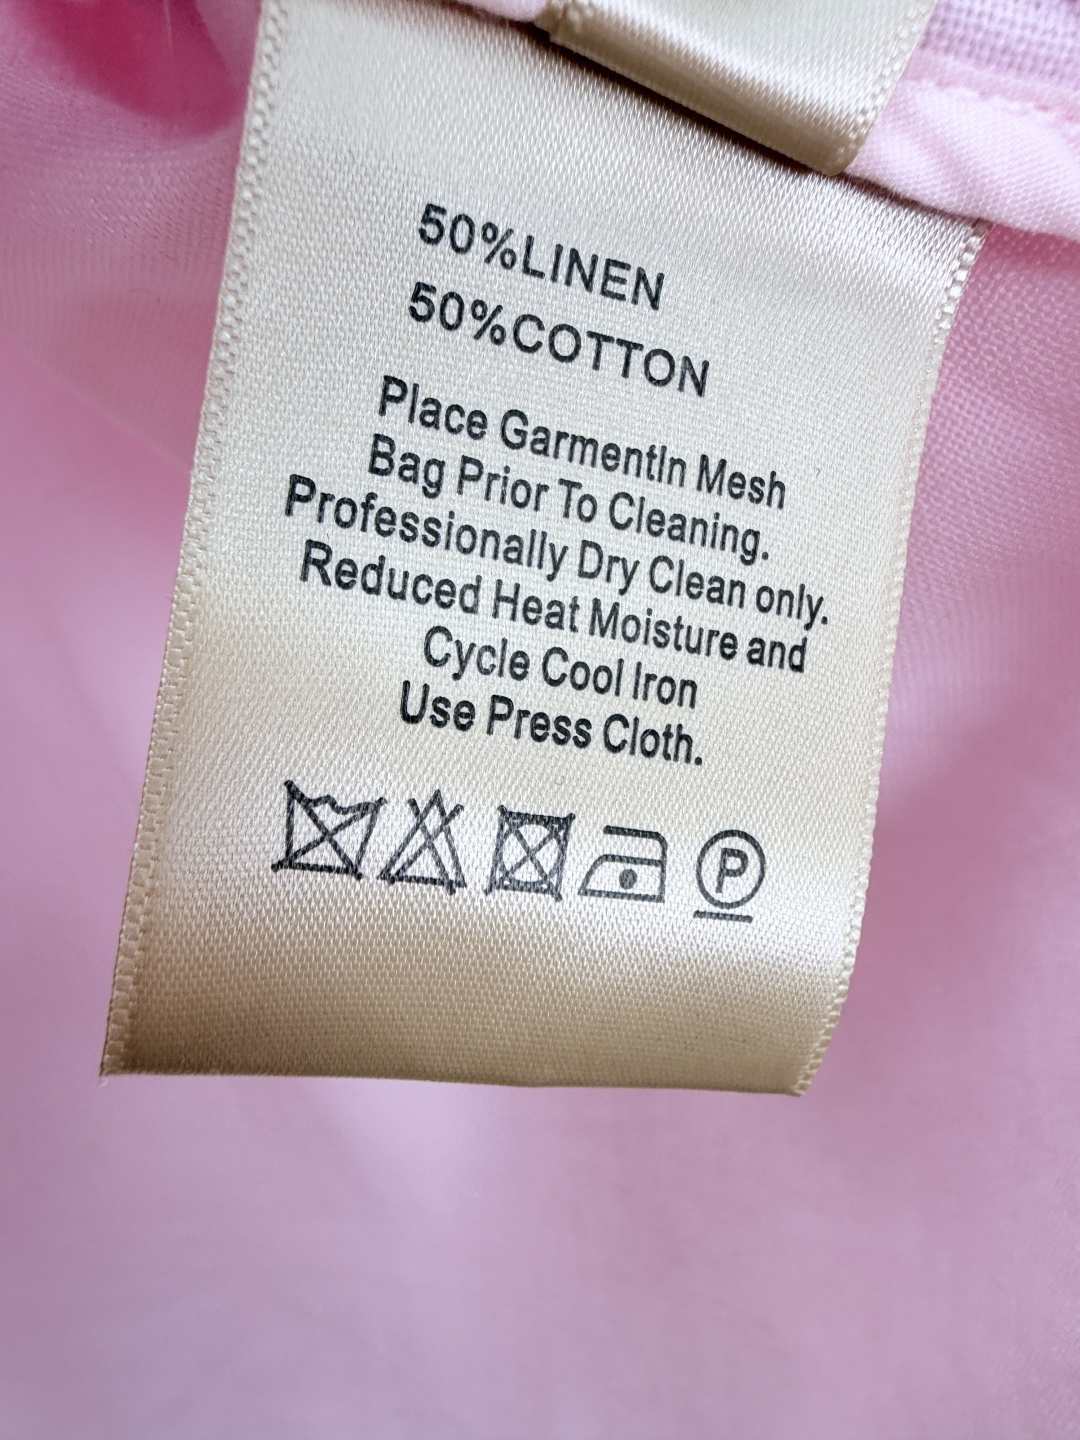 50%LINEN
50%COTTON
Place GarmentIn Mesh
Bag Prior To Cleaning.
Professionally Dry Clean only.
Reduced Heat Moisture and
Cycle Cool Iron
Use Press Cloth.
P